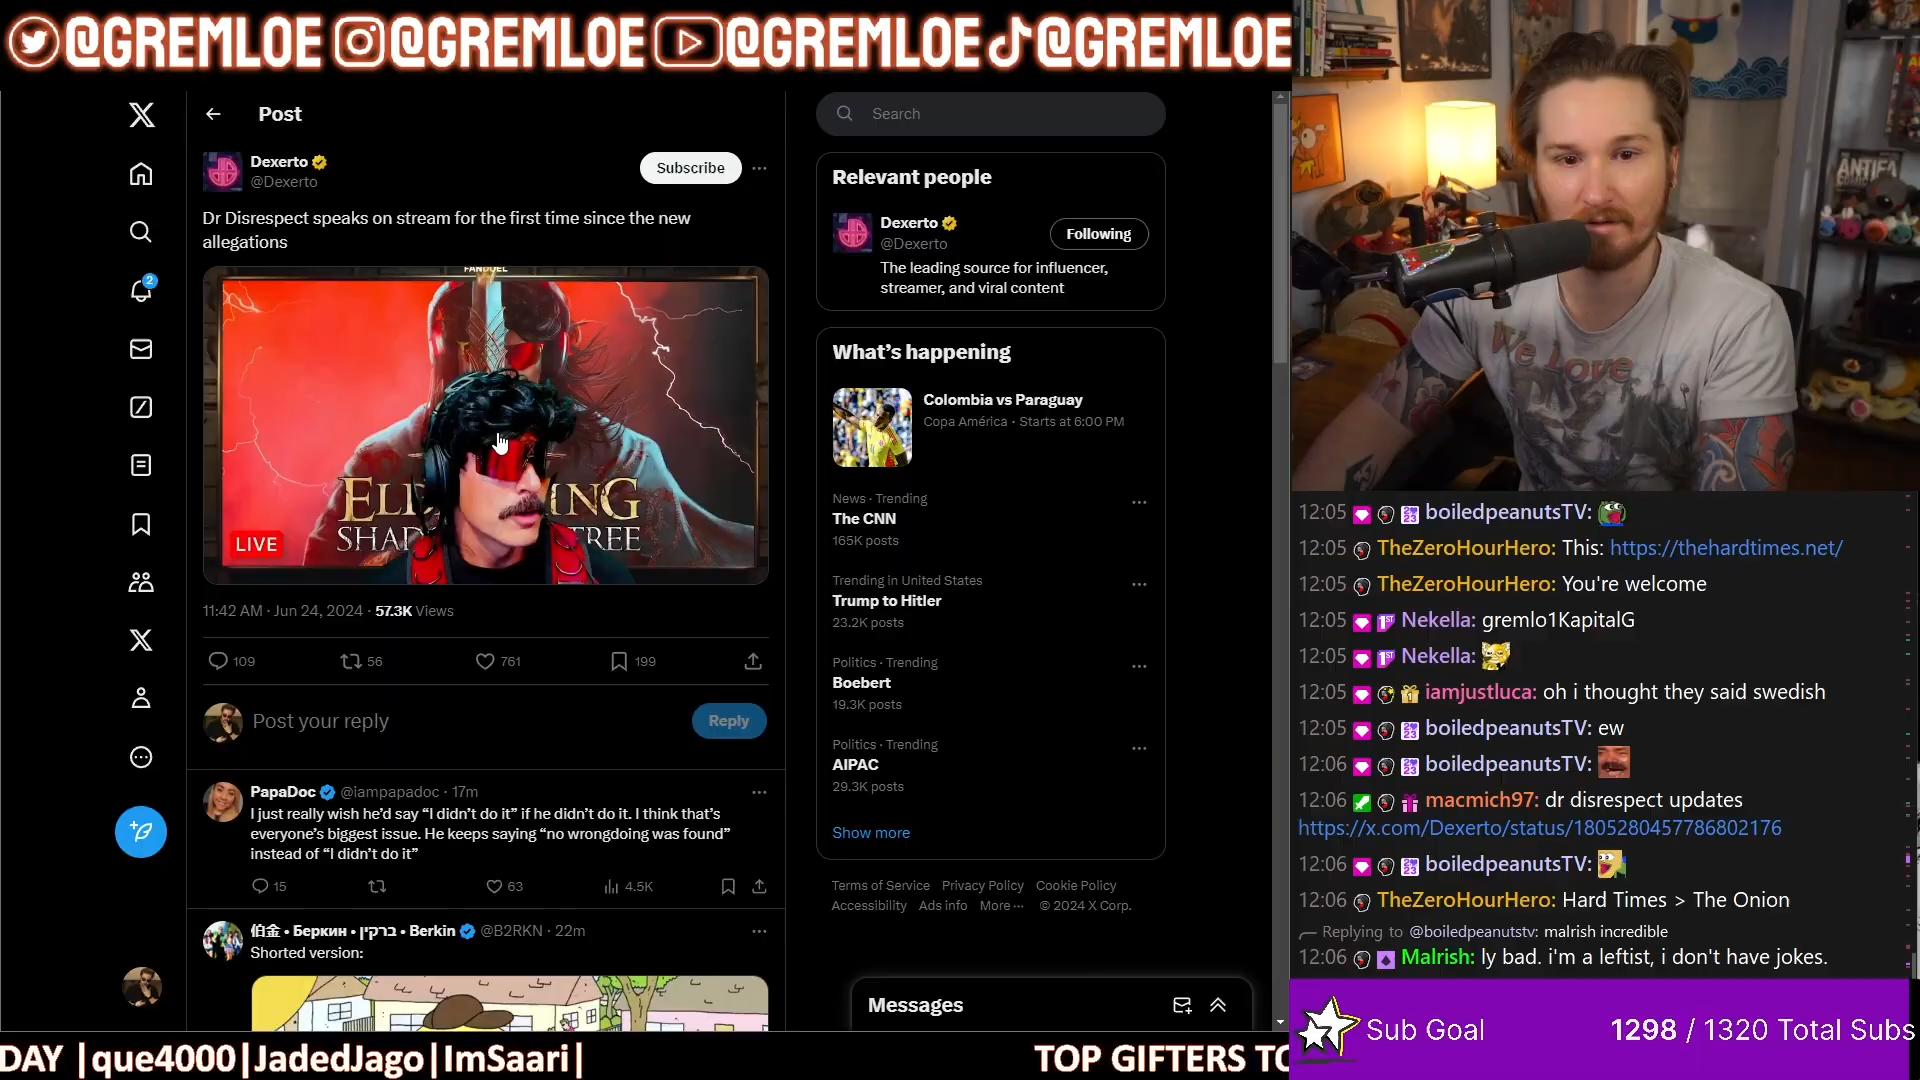 @GREMLOE @GREMLOE @GREMLOE @GREMLOE
Post
Dexerto
@Dexerto
Subscribe
Dr Disrespect speaks on stream for the first time since the new
allegations
FANDUEL
LIVE
11:42 AM · Jun 24, 2024 · 57.3K Views
109
56
761
199
Post your reply
Reply
PapaDoc @iampapadoc · 17m
I just really wish he'd say “I didn't do it” if he didn't do it. I think that's
everyone's biggest issue. He keeps saying “no wrongdoing was found”
instead of “I didn't do it”
15
63
4.5K
伯金 • Беркин • ברקין • Berkin @B2RKN · 22m
Shorted version:
2
Search
Relevant people
Dexerto
@Dexerto
Following
The leading source for influencer,
streamer, and viral content
What's happening
Colombia vs Paraguay
Copa América · Starts at 6:00 PM
News · Trending
The CNN
165K posts
Trending in United States
Trump to Hitler
23.2K posts
Politics · Trending
Boebert
19.3K posts
Politics · Trending
AIPAC
29.3K posts
Show more
Terms of Service Privacy Policy Cookie Policy
Accessibility Ads info More ··· © 2024 X Corp.
Messages
We Love
ANTIFA
12:05 boiledpeanutsTV:
12:05 TheZeroHourHero: This: https://thehardtimes.net/
12:05 TheZeroHourHero: You're welcome
12:05 1ST Nekella: gremlo1KapitalG
12:05 1ST Nekella:
12:05 iamjustluca: oh i thought they said swedish
12:05 boiledpeanutsTV: ew
12:06 boiledpeanutsTV:
12:06 macmich97: dr disrespect updates
https://x.com/Dexerto/status/1805280457786802176
12:06 boiledpeanutsTV:
12:06 TheZeroHourHero: Hard Times > The Onion
Replying to @boiledpeanutstv: malrish incredible
12:06 Malrish: ly bad. i'm a leftist, i don't have jokes.
Sub Goal 1298 / 1320 Total Subs
DAY |que4000|JadedJago|ImSaari| TOP GIFTERS TO